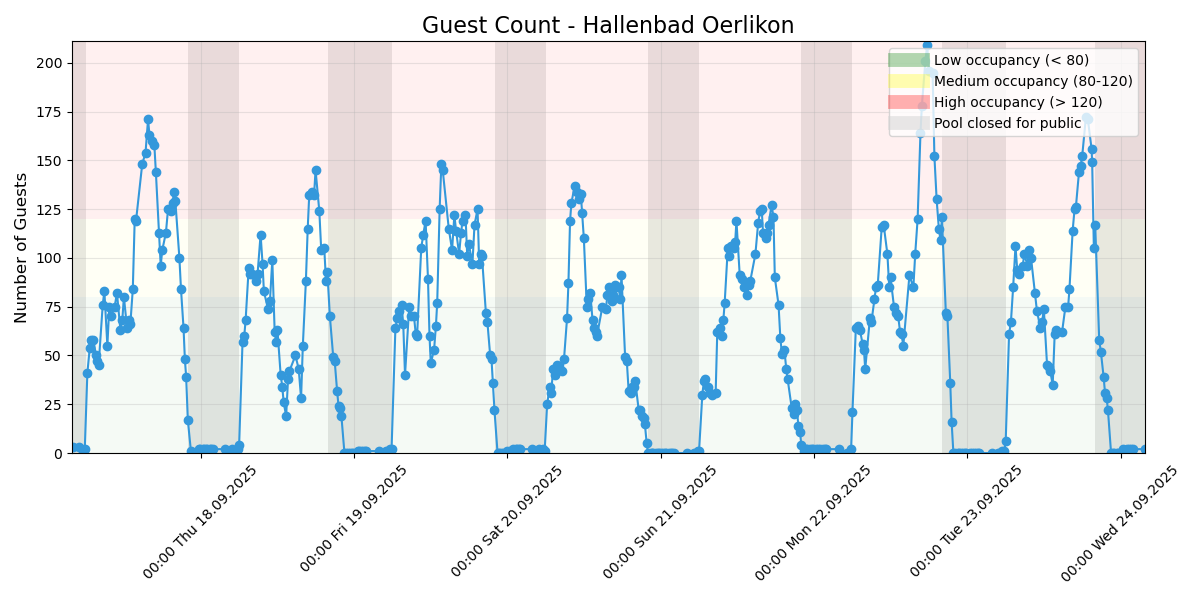 Guest Count - Hallenbad Oerlikon
Number of Guests
200
175
150
125
100
75
50
25
0
Low occupancy (< 80)
Medium occupancy (80-120)
High occupancy (> 120)
Pool closed for public
00:00 Thu 18.09.2025
00:00 Fri 19.09.2025
00:00 Sat 20.09.2025
00:00 Sun 21.09.2025
00:00 Mon 22.09.2025
00:00 Tue 23.09.2025
00:00 Wed 24.09.2025